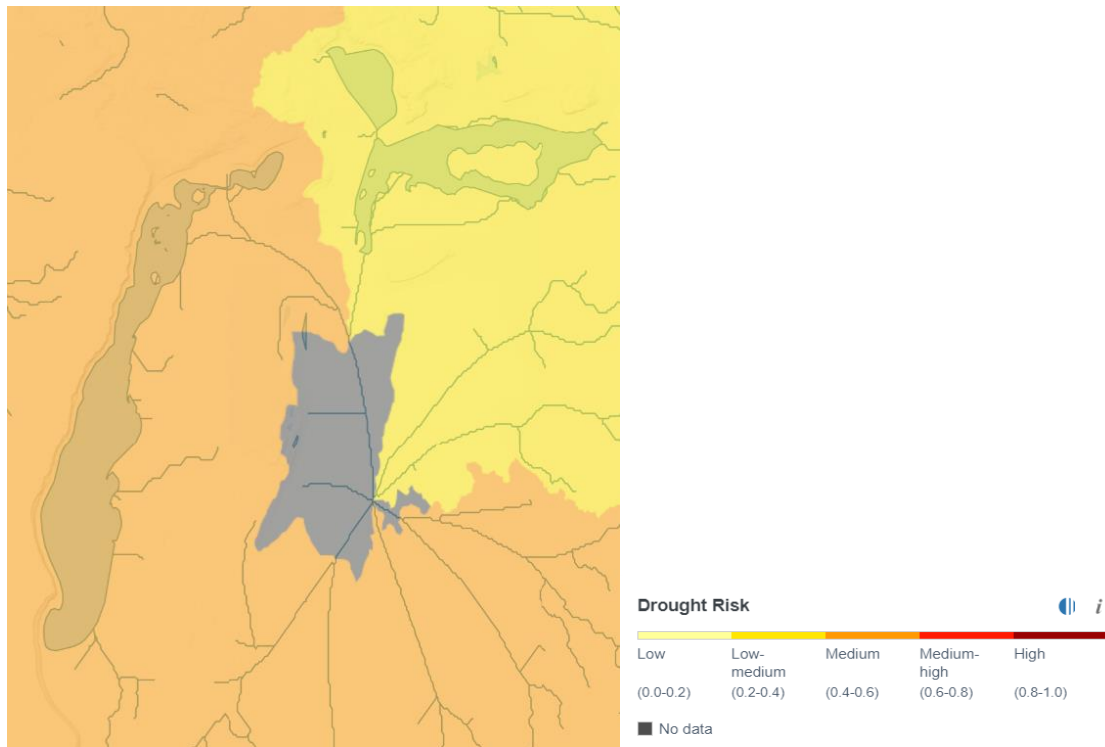 Drought Risk i
Low Low-medium Medium Medium-high High
(0.0-0.2) (0.2-0.4) (0.4-0.6) (0.6-0.8) (0.8-1.0)
No data